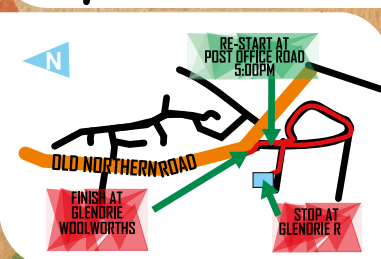 N
RE-START AT
POST OFFICE ROAD
5:00PM
OLD NORTHERN ROAD
FINISH AT
GLENORIE
WOOLWORTHS
STOP AT
GLENORIE R